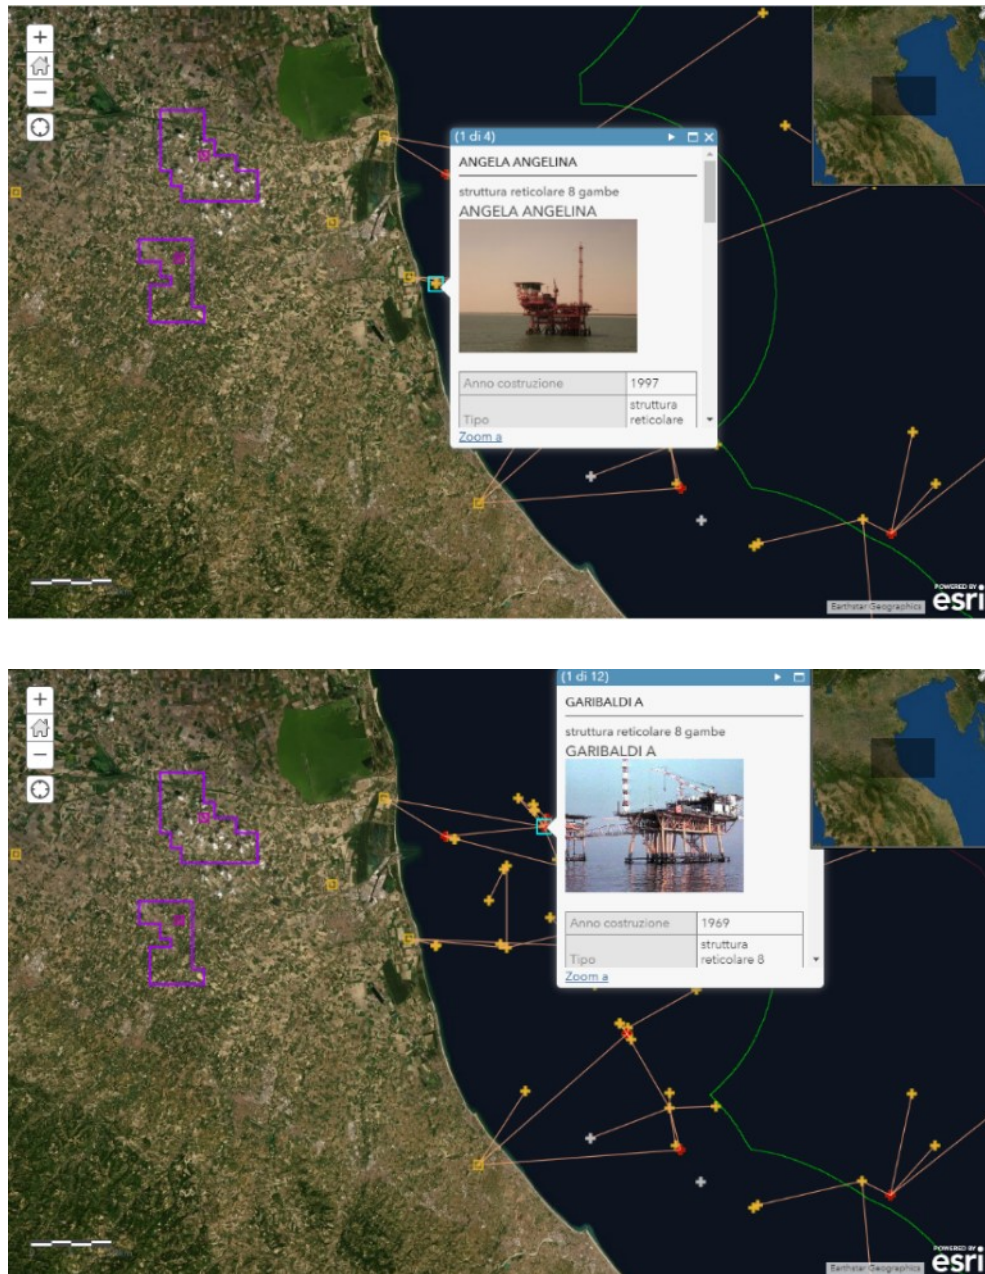 +
−
(1 di 4)
ANGELA ANGELINA
struttura reticolare 8 gambe
ANGELA ANGELINA
Anno costruzione 1997
Tipo struttura
reticolare
Zoom a
Earthstar Geographics
POWERED BY
esri
+
−
(1 di 12)
GARIBALDI A
struttura reticolare 8 gambe
GARIBALDI A
Anno costruzione 1969
Tipo struttura
reticolare 8
Zoom a
Earthstar Geographics
POWERED BY
esri